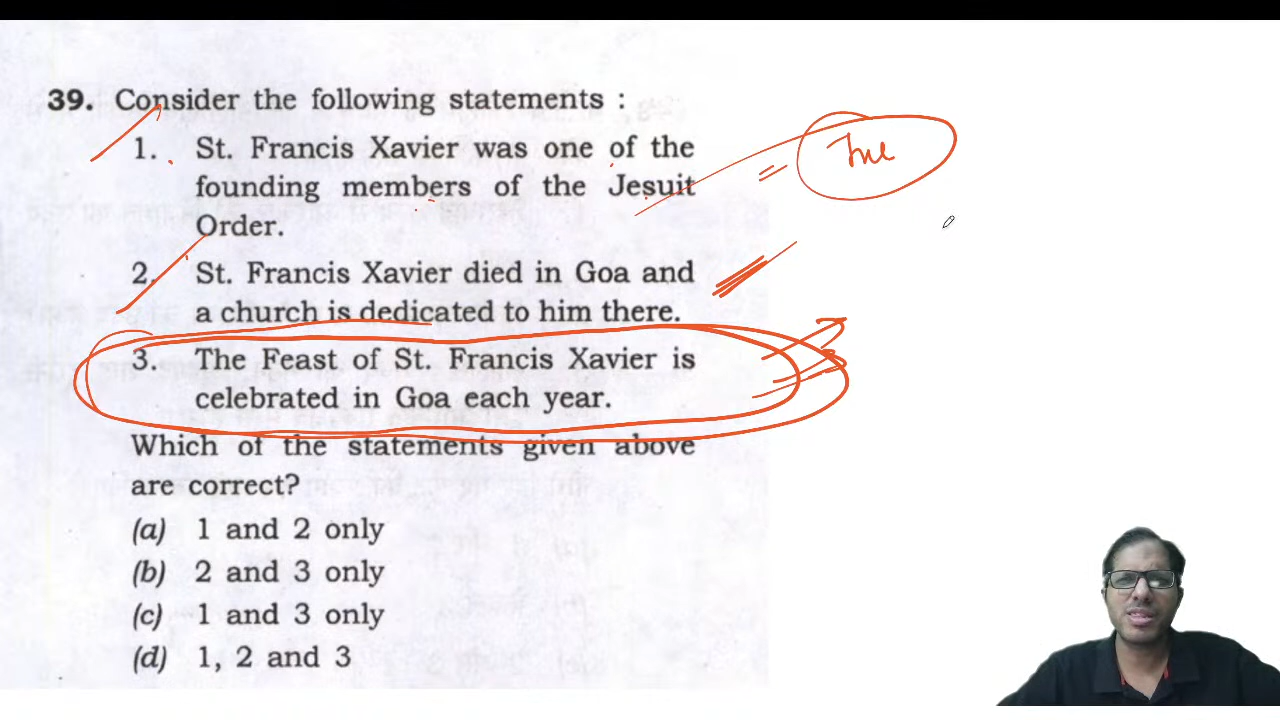 39. Consider the following statements :
1. St. Francis Xavier was one of the
founding members of the Jesuit
Order.
= True
2. St. Francis Xavier died in Goa and
a church is dedicated to him there.
3. The Feast of St. Francis Xavier is
celebrated in Goa each year.
Which of the statements given above
are correct?
(a) 1 and 2 only
(b) 2 and 3 only
(c) 1 and 3 only
(d) 1, 2 and 3